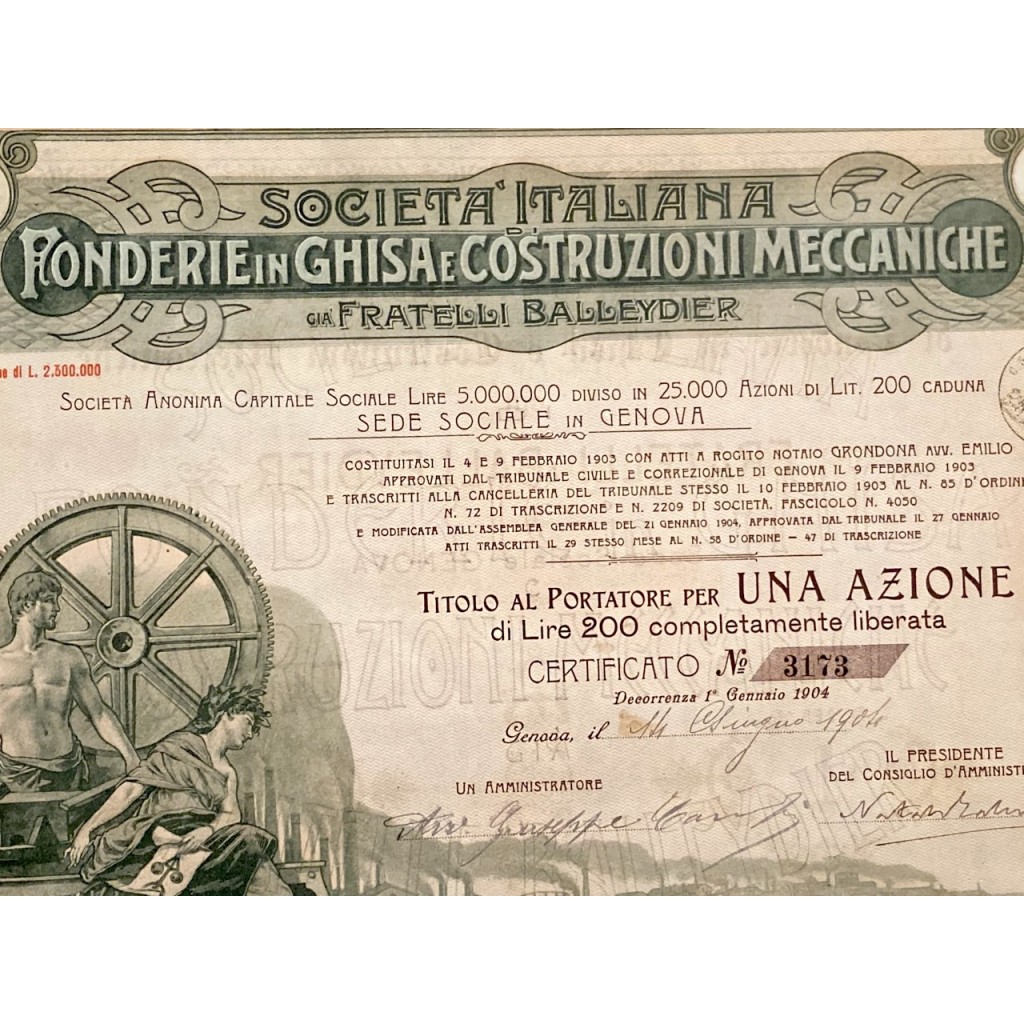 SOCIETA' ITALIANA
DI
FONDERIE IN GHISA E COSTRUZIONI MECCANICHE
GIÀ FRATELLI BALLEYDIER
ne di L. 2.500.000
SOCIETÀ ANONIMA CAPITALE SOCIALE LIRE 5.000.000 DIVISO IN 25.000 AZIONI DI LIT. 200 CADUNA
SEDE SOCIALE IN GENOVA
COSTITUITASI IL 4 E 9 FEBBRAIO 1903 CON ATTI A ROGITO NOTAIO GRONDONA AVV. EMILIO
APPROVATI DAL TRIBUNALE CIVILE E CORREZIONALE DI GENOVA IL 9 FEBBRAIO 1903
E TRASCRITTI ALLA CANCELLERIA DEL TRIBUNALE STESSO IL 10 FEBBRAIO 1903 AL N. 85 D'ORDINE
N. 72 DI TRASCRIZIONE E N. 2209 DI SOCIETÀ, FASCICOLO N. 4050
E MODIFICATA DALL'ASSEMBLEA GENERALE DEL 21 GENNAIO 1904, APPROVATA DAL TRIBUNALE IL 27 GENNAIO
ATTI TRASCRITTI IL 29 STESSO MESE AL N. 58 D'ORDINE – 47 DI TRASCRIZIONE
TITOLO AL PORTATORE PER UNA AZIONE
di Lire 200 completamente liberata
CERTIFICATO № 3173
Decorrenza 1° Gennaio 1904
Genova, il 14 Giugno 1904
UN AMMINISTRATORE
IL PRESIDENTE
DEL CONSIGLIO D'AMMINIST
Avv. Giuseppe